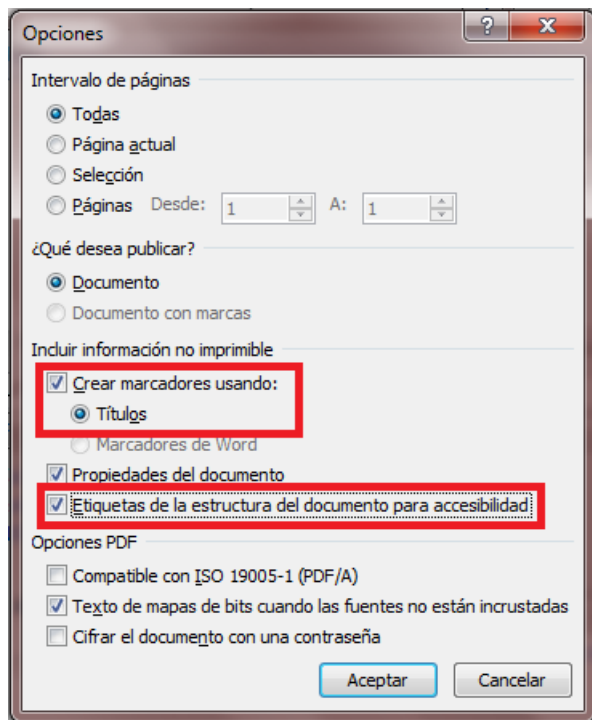 Opciones
Intervalo de páginas
Todas
Página actual
Selección
Páginas Desde: 1 A: 1
¿Qué desea publicar?
Documento
Documento con marcas
Incluir información no imprimible
Crear marcadores usando:
Títulos
Marcadores de Word
Propiedades del documento
Etiquetas de la estructura del documento para accesibilidad
Opciones PDF
Compatible con ISO 19005-1 (PDF/A)
Texto de mapas de bits cuando las fuentes no están incrustadas
Cifrar el documento con una contraseña
Aceptar Cancelar